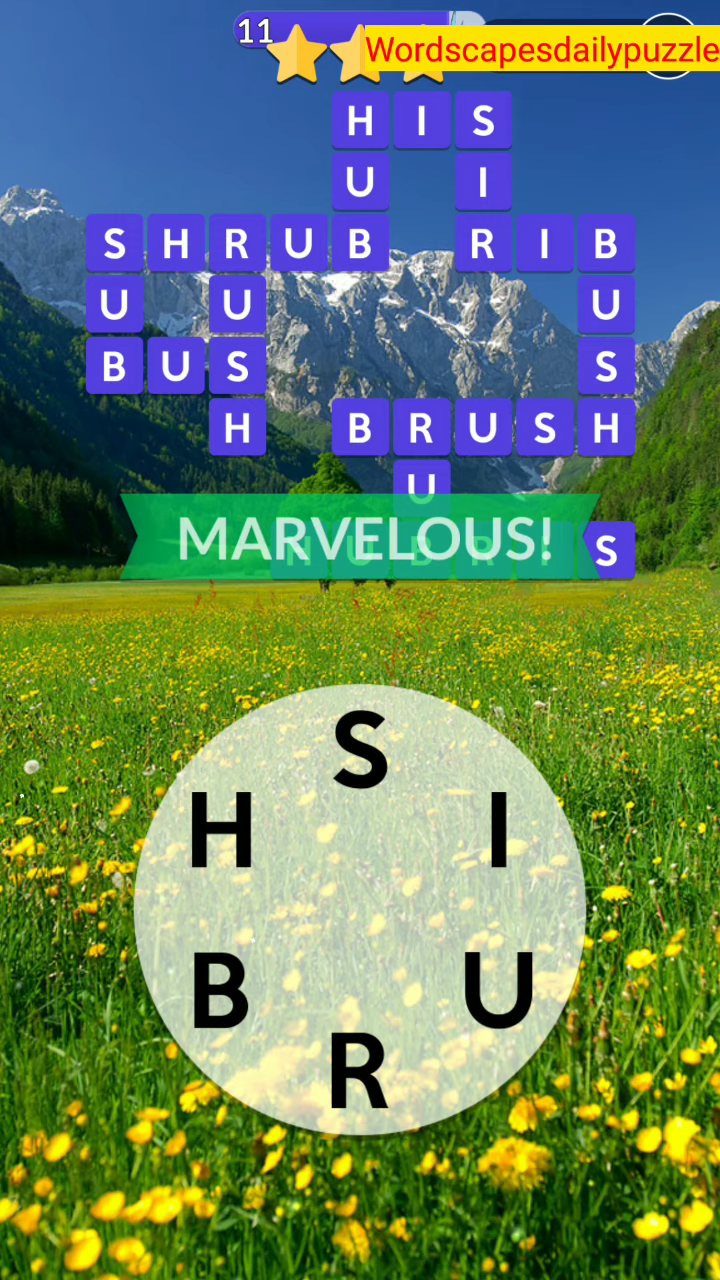 11
Wordscapesdailypuzzle
H I S
U I
S H R U B R I B
U U U
B U S S
H B R U S H
U
MARVELOUS!
H U B R I S
S
H I
B U
R